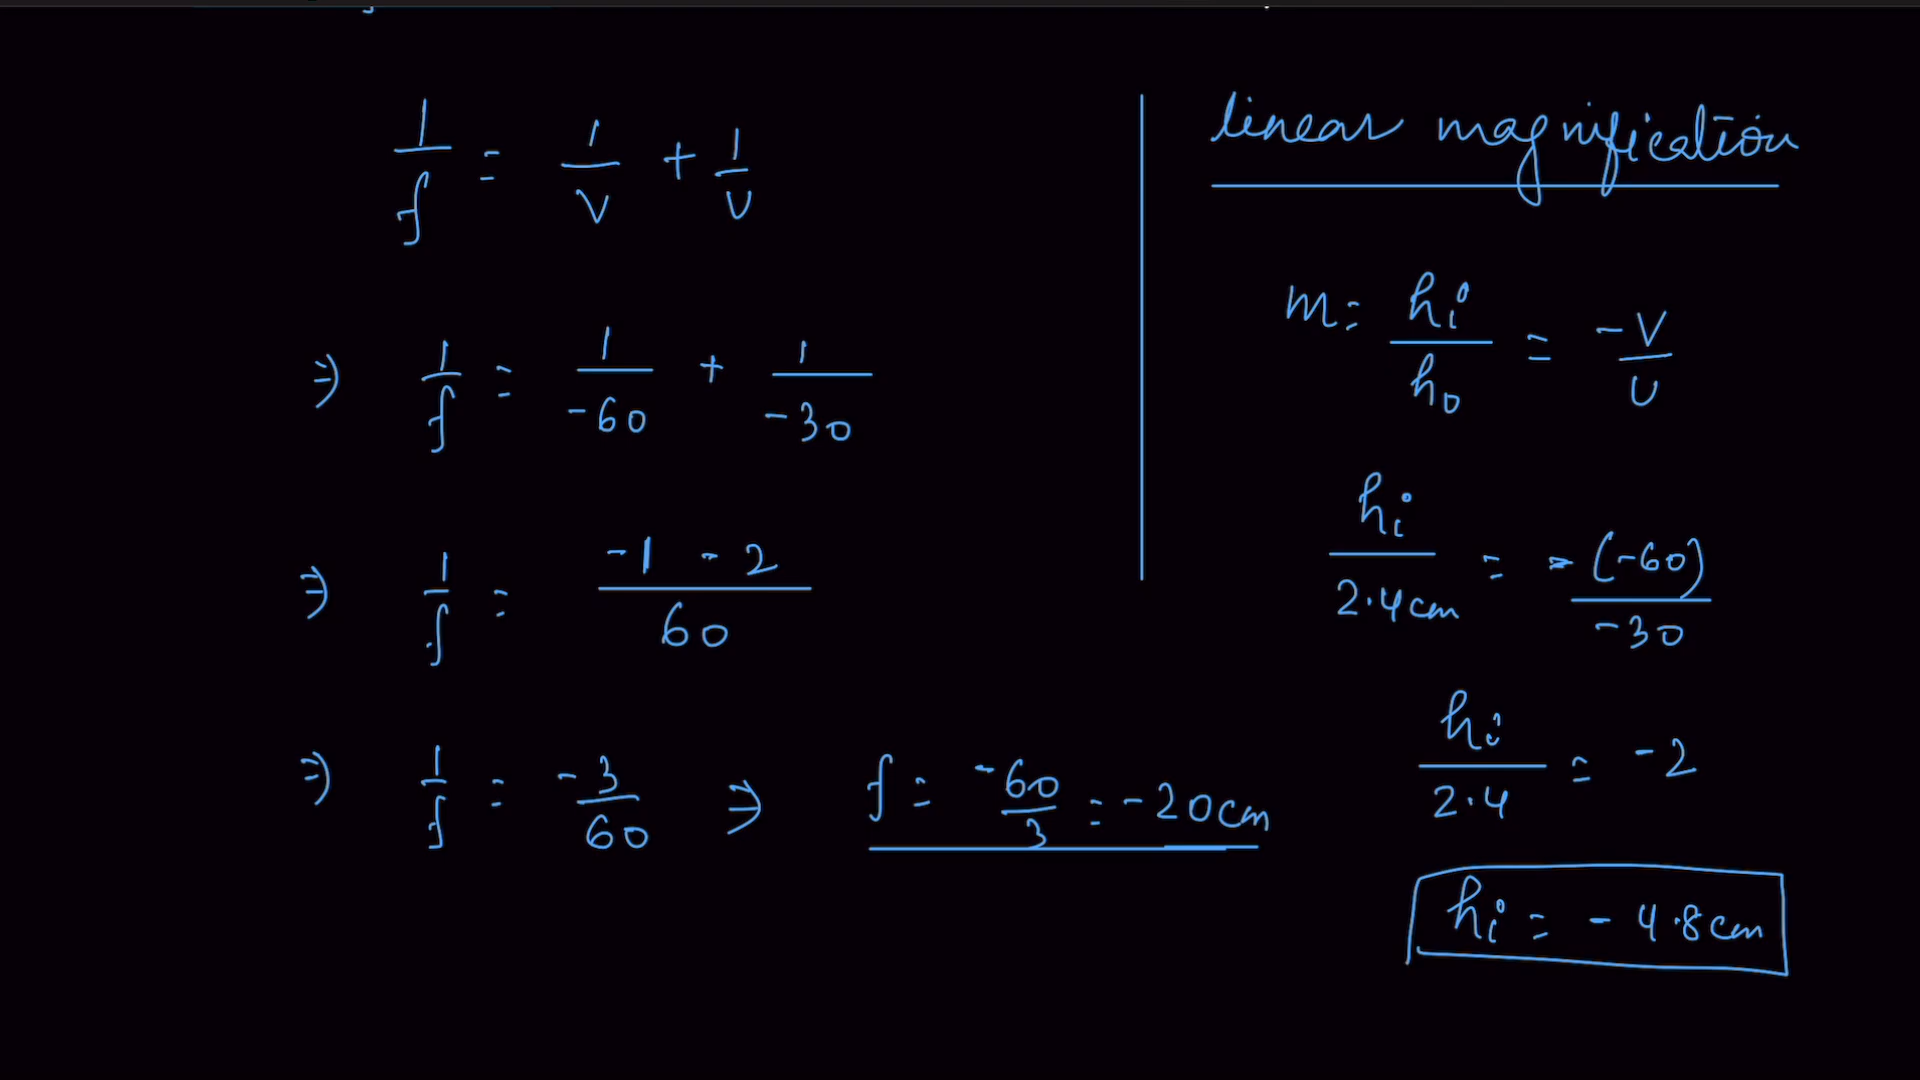 1/f = 1/v + 1/u
⇒ 1/f = 1/-60 + 1/-30
⇒ 1/f = -1 - 2/60
⇒ 1/f = -3/60 ⇒ f = -60/3 = -20cm
linear magnification
m = hi/ho = -v/u
hi/2.4cm = -(-60)/-30
hi/2.4 = -2
hi = -4.8cm